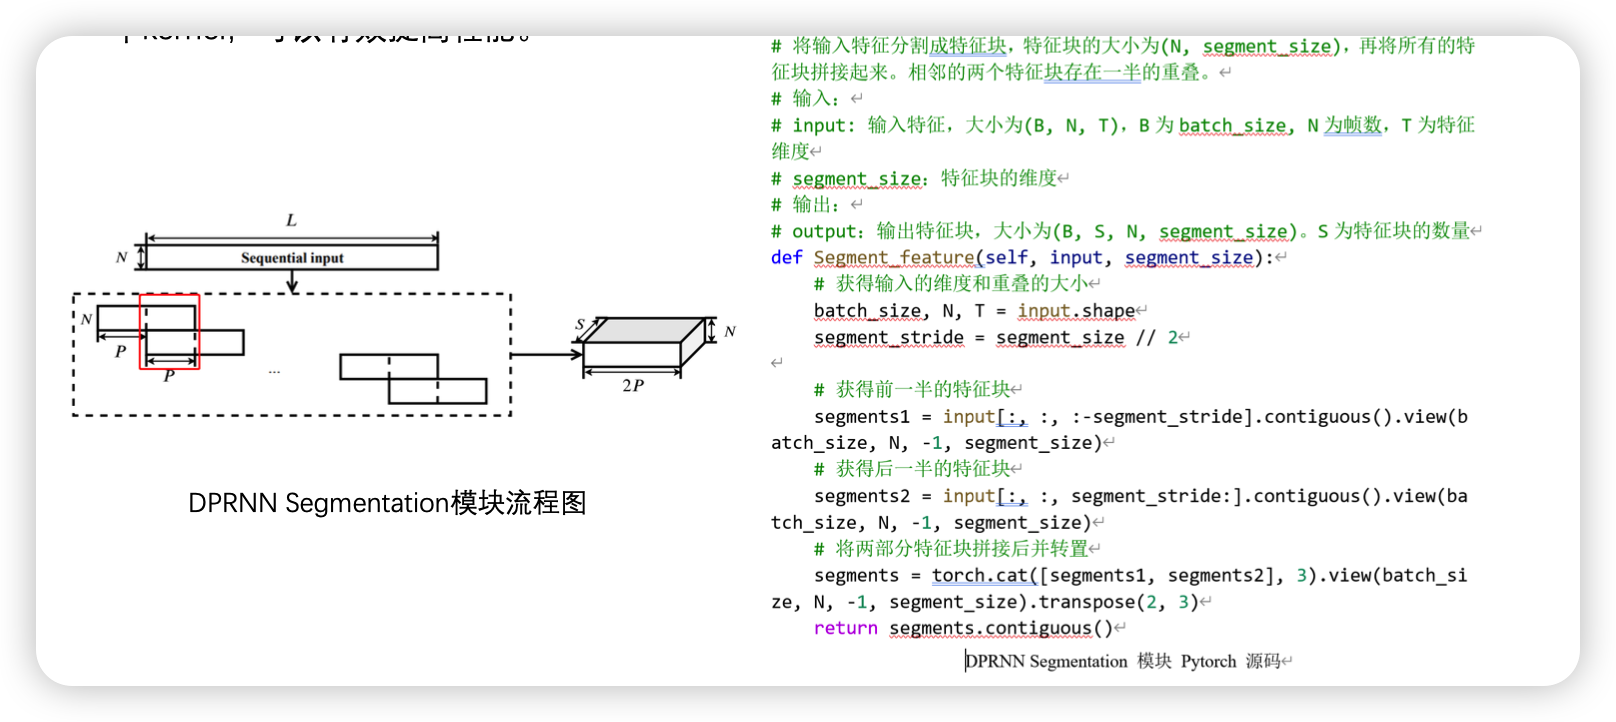 L
N
Sequential input
N
P
P
...
S
N
2P
DPRNN Segmentation模块流程图
# 将输入特征分割成特征块，特征块的大小为(N, segment_size)，再将所有的特
征块拼接起来。相邻的两个特征块存在一半的重叠。↵
# 输入：↵
# input: 输入特征，大小为(B, N, T)，B 为 batch_size, N 为帧数，T 为特征
维度↵
# segment_size：特征块的维度↵
# 输出：↵
# output: 输出特征块，大小为(B, S, N, segment_size)。S 为特征块的数量↵
def Segment_feature(self, input, segment_size):↵
# 获得输入的维度和重叠的大小↵
batch_size, N, T = input.shape↵
segment_stride = segment_size // 2↵
↵
# 获得前一半的特征块↵
segments1 = input[:, :, :-segment_stride].contiguous().view(b
atch_size, N, -1, segment_size)↵
# 获得后一半的特征块↵
segments2 = input[:, :, segment_stride:].contiguous().view(ba
tch_size, N, -1, segment_size)↵
# 将两部分特征块拼接后并转置↵
segments = torch.cat([segments1, segments2], 3).view(batch_si
ze, N, -1, segment_size).transpose(2, 3)↵
return segments.contiguous()↵
DPRNN Segmentation 模块 Pytorch 源码↵